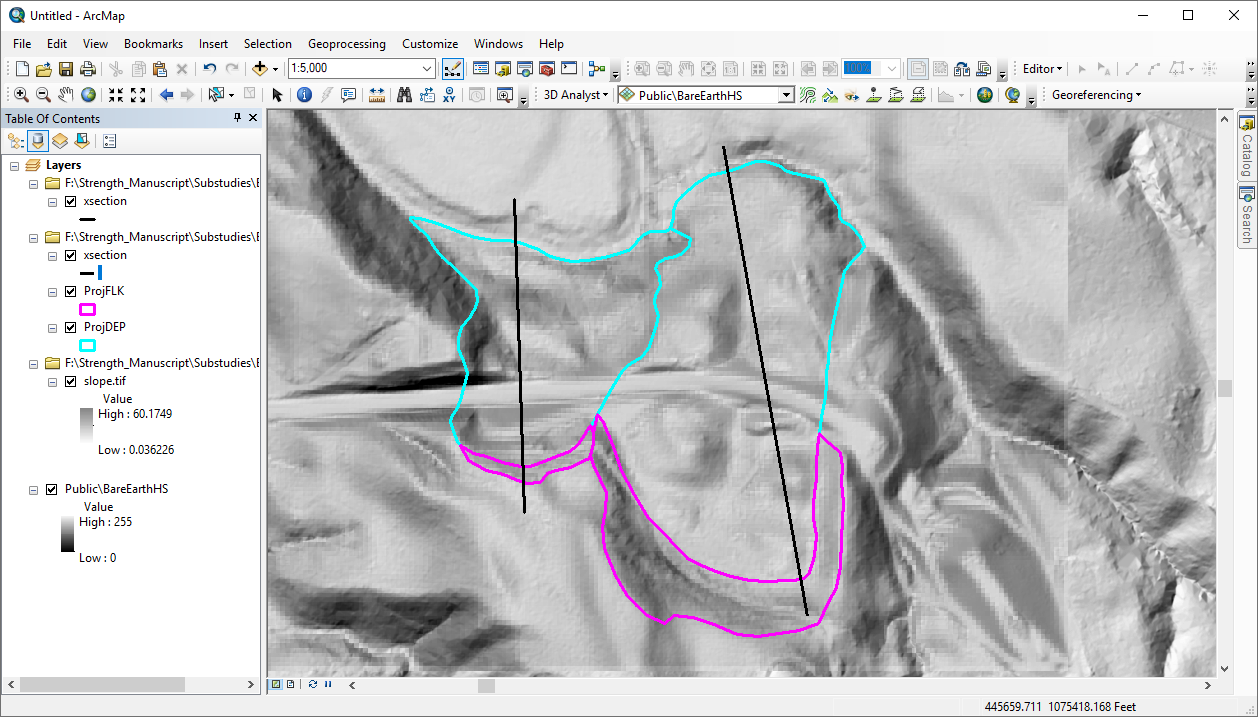 Untitled - ArcMap
File Edit View Bookmarks Insert Selection Geoprocessing Customize Windows Help
1:5,000
100%
Editor
3D Analyst
Public\BareEarthHS
Georeferencing
Table Of Contents
Layers
F:\Strength_Manuscript\Substudies\E
xsection
F:\Strength_Manuscript\Substudies\E
xsection
ProjFLK
ProjDEP
F:\Strength_Manuscript\Substudies\E
slope.tif
Value
High : 60.1749
Low : 0.036226
Public\BareEarthHS
Value
High : 255
Low : 0
Catalog
Search
445659.711 1075418.168 Feet